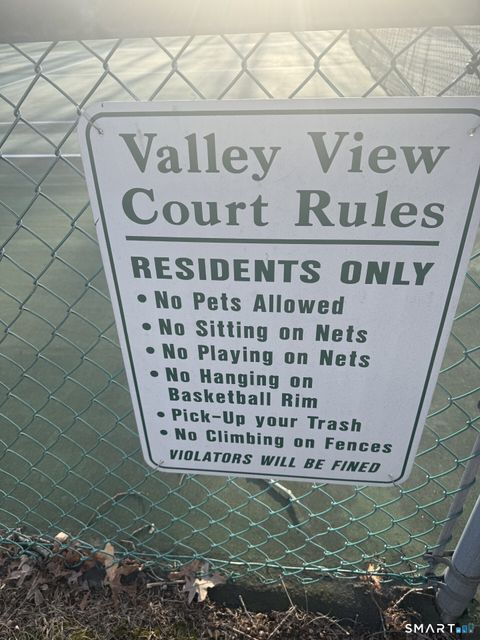 Valley View
Court Rules
RESIDENTS ONLY
• No Pets Allowed
• No Sitting on Nets
• No Playing on Nets
• No Hanging on
Basketball Rim
• Pick-Up your Trash
• No Climbing on Fences
VIOLATORS WILL BE FINED
SMART